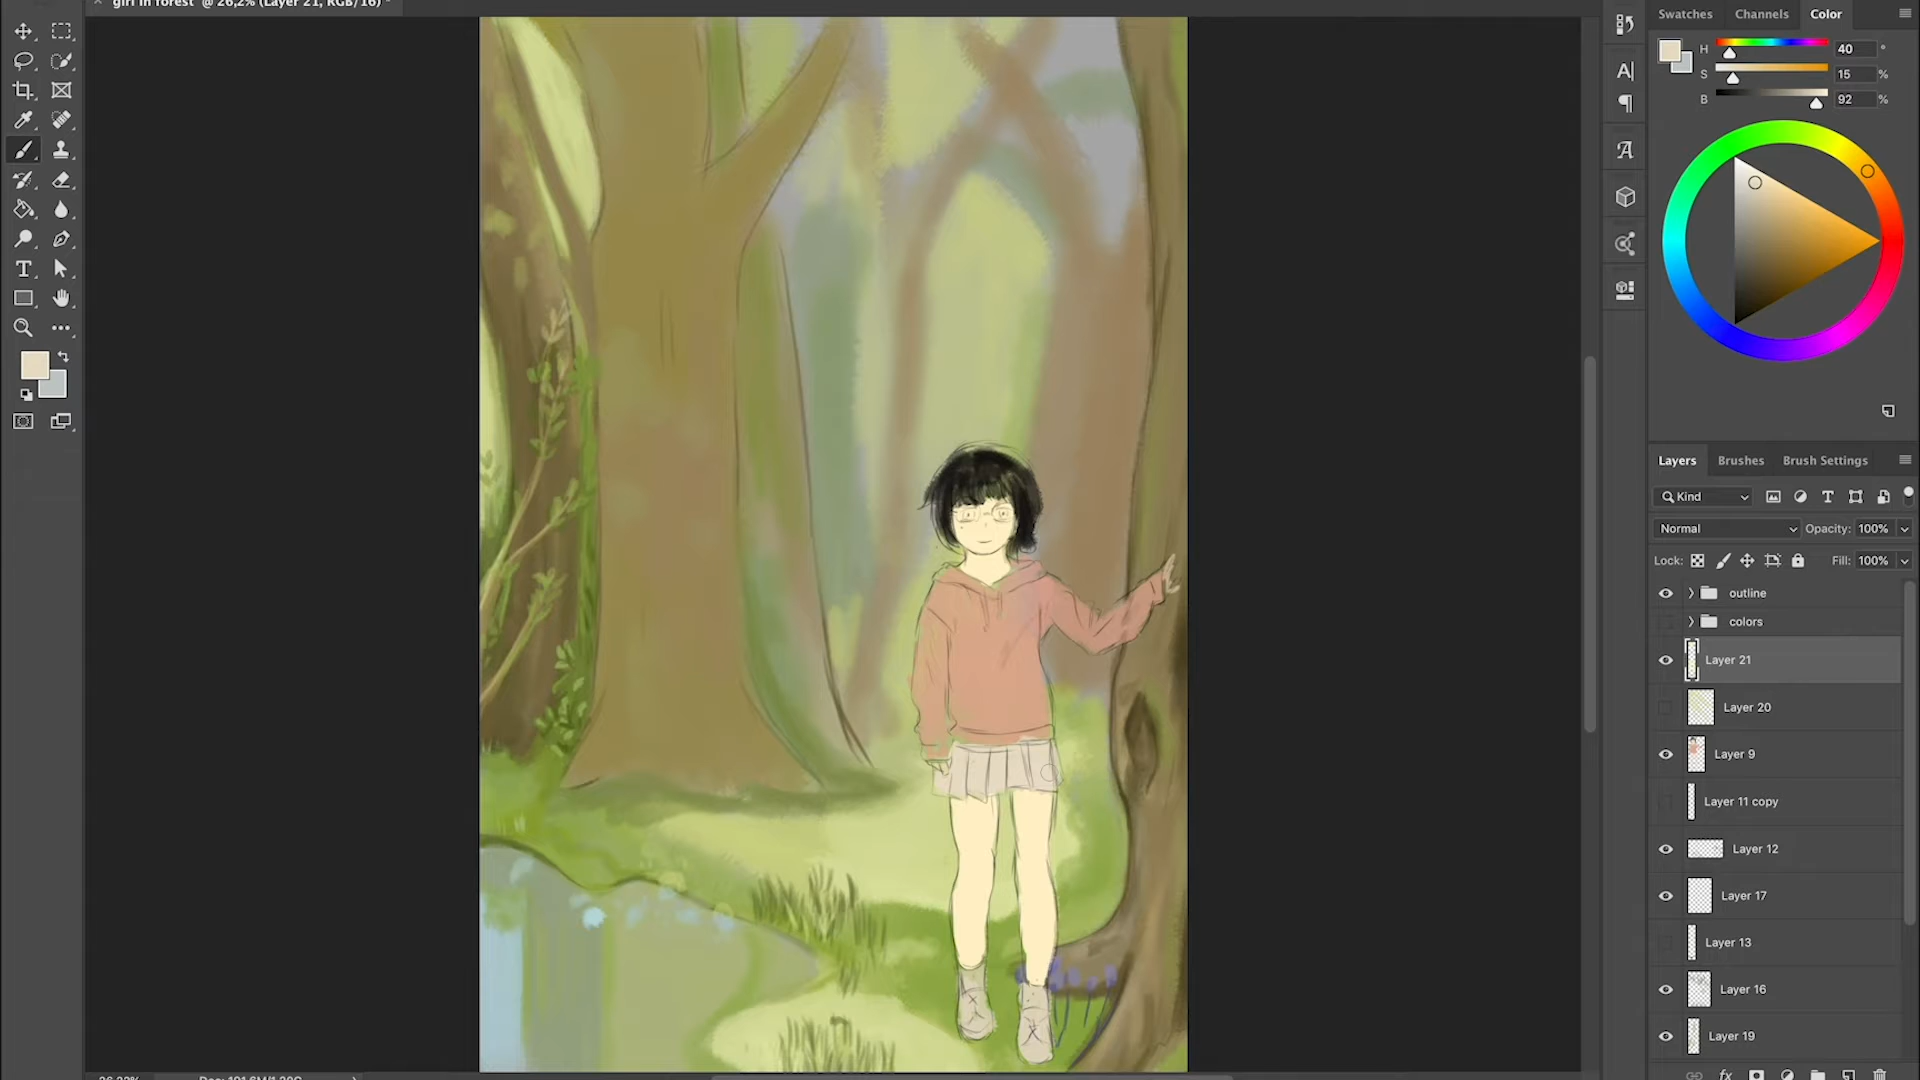 girl in forest @ 26,2% (Layer 21, RGB/16) *
Swatches
Channels
Color
H
40
°
S
15
%
B
92
%
Layers
Brushes
Brush Settings
Kind
Normal
Opacity: 100%
Lock:
Fill: 100%
outline
colors
Layer 21
Layer 20
Layer 9
Layer 11 copy
Layer 12
Layer 17
Layer 13
Layer 16
Layer 19